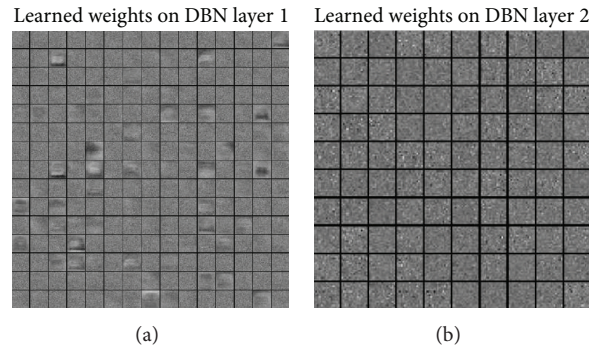 Learned weights on DBN layer 1
Learned weights on DBN layer 2
(a)
(b)